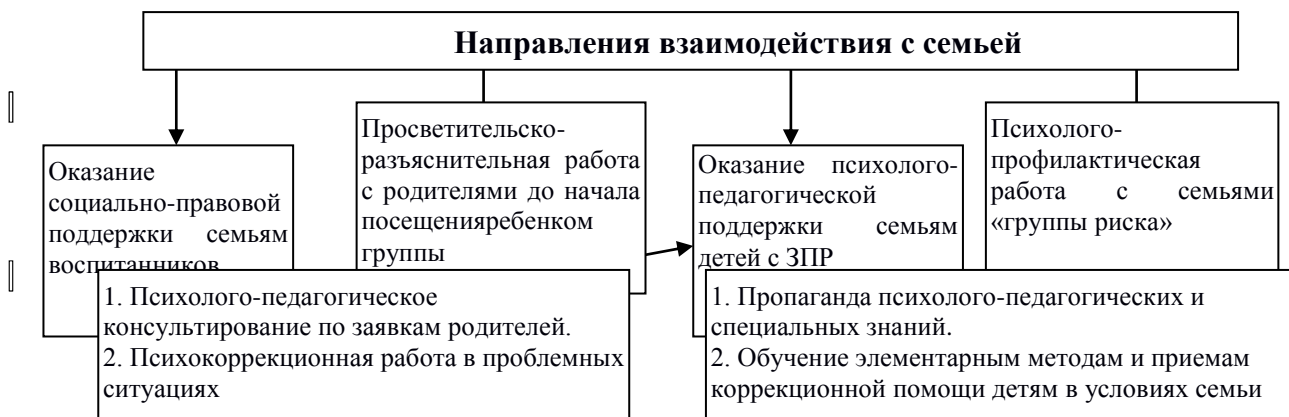 Направления взаимодействия с семьей
Оказание
социально-правовой
поддержки семьям
воспитанников
Просветительско-
разъяснительная работа
с родителями до начала
посещенияребенком
группы
Оказание психолого-
педагогической
поддержки семьям
детей с ЗПР
Психолого-
профилактическая
работа с семьями
«группы риска»
1. Психолого-педагогическое
консультирование по заявкам родителей.
2. Психокоррекционная работа в проблемных
ситуациях
1. Пропаганда психолого-педагогических и
специальных знаний.
2. Обучение элементарным методам и приемам
коррекционной помощи детям в условиях семьи